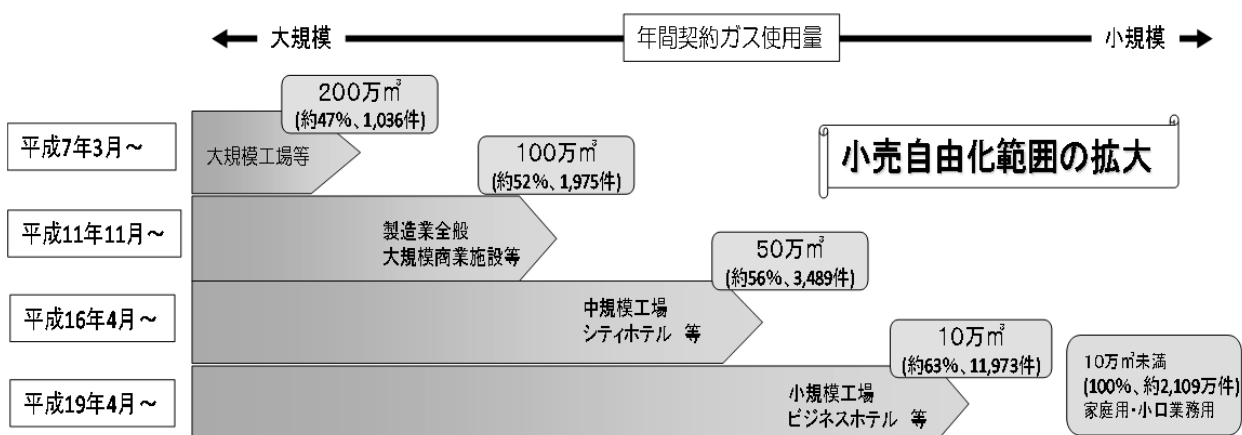 大規模
年間契約ガス使用量
小規模
小売自由化範囲の拡大
平成7年3月～
大規模工場等
200万㎥
(約47%、1,036件)
平成11年11月～
製造業全般
大規模商業施設等
100万㎥
(約52%、1,975件)
平成16年4月～
中規模工場
シティホテル 等
50万㎥
(約56%、3,489件)
平成19年4月～
小規模工場
ビジネスホテル 等
10万㎥
(約63%、11,973件)
10万㎥未満
(100%、約2,109万件)
家庭用・小口業務用